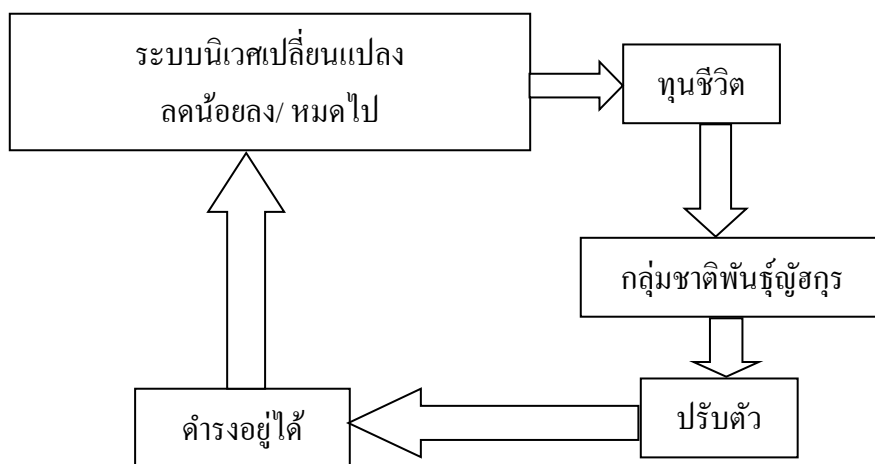 ระบบนิเวศเปลี่ยนแปลง
ลดน้อยลง/ หมดไป
ทุนชีวิต
กลุ่มชาติพันธุ์ญัฮกุร
ปรับตัว
ดำรงอยู่ได้